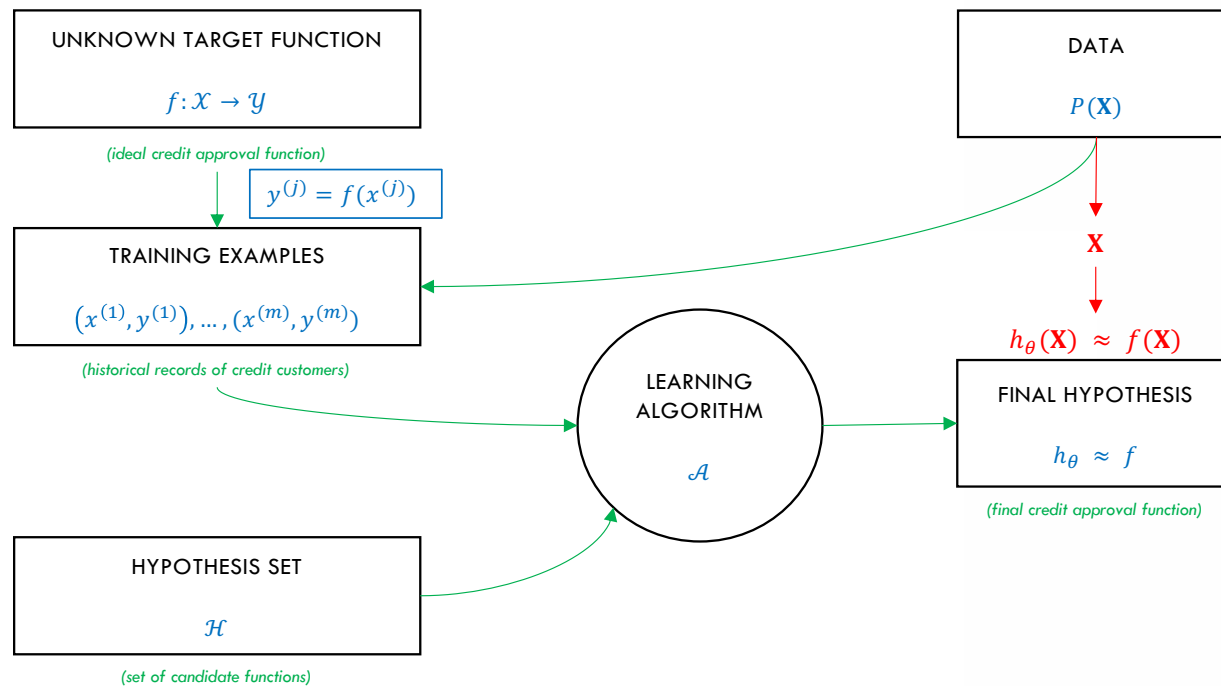 UNKNOWN TARGET FUNCTION
f: 𝒳 → 𝒴
(ideal credit approval function)
y^(j) = f(x^(j))
TRAINING EXAMPLES
(x^(1), y^(1)), … , (x^(m), y^(m))
(historical records of credit customers)
HYPOTHESIS SET
ℋ
(set of candidate functions)
LEARNING
ALGORITHM
𝒜
DATA
P(𝐗)
𝐗
h_θ(𝐗) ≈ f(𝐗)
FINAL HYPOTHESIS
h_θ ≈ f
(final credit approval function)